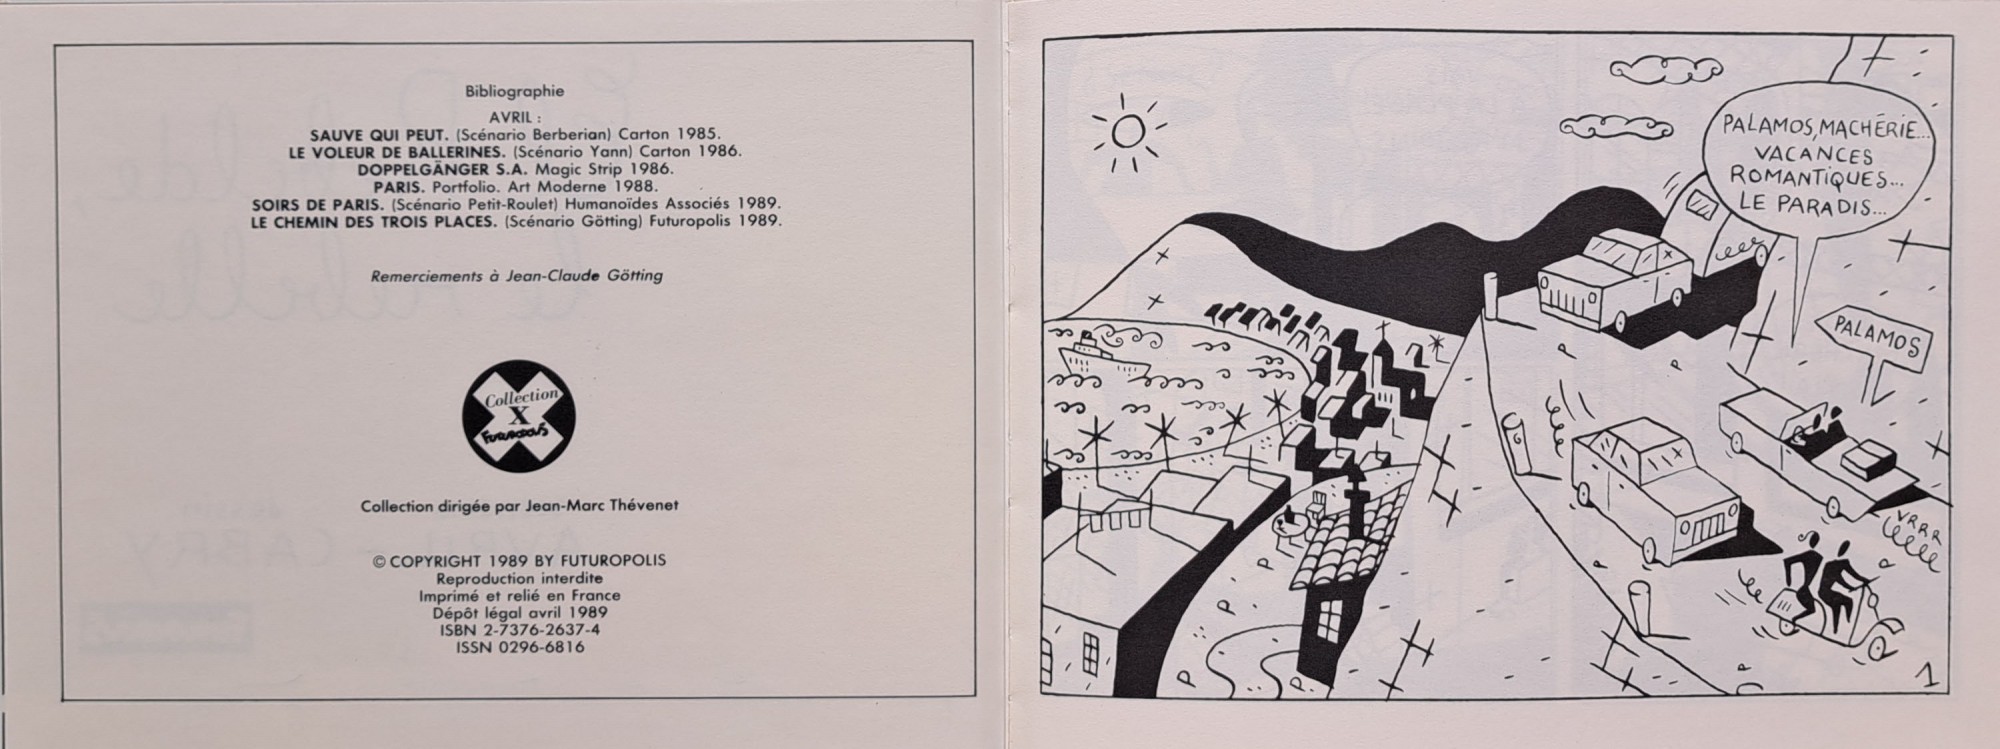 Bibliographie
AVRIL :
SAUVE QUI PEUT. (Scénario Berberian) Carton 1985.
LE VOLEUR DE BALLERINES. (Scénario Yann) Carton 1986.
DOPPELGÄNGER S.A. Magic Strip 1986.
PARIS. Portfolio. Art Moderne 1988.
SOIRS DE PARIS. (Scénario Petit-Roulet) Humanoïdes Associés 1989.
LE CHEMIN DES TROIS PLACES. (Scénario Götting) Futuropolis 1989.
Remerciements à Jean-Claude Götting
Collection
X
FUTUROPOLIS
Collection dirigée par Jean-Marc Thévenet
© COPYRIGHT 1989 BY FUTUROPOLIS
Reproduction interdite
Imprimé et relié en France
Dépôt légal avril 1989
ISBN 2-7376-2637-4
ISSN 0296-6816
PALAMOS, MACHÉRIE...
VACANCES
ROMANTIQUES...
LE PARADIS...
PALAMOS
VRRR
1